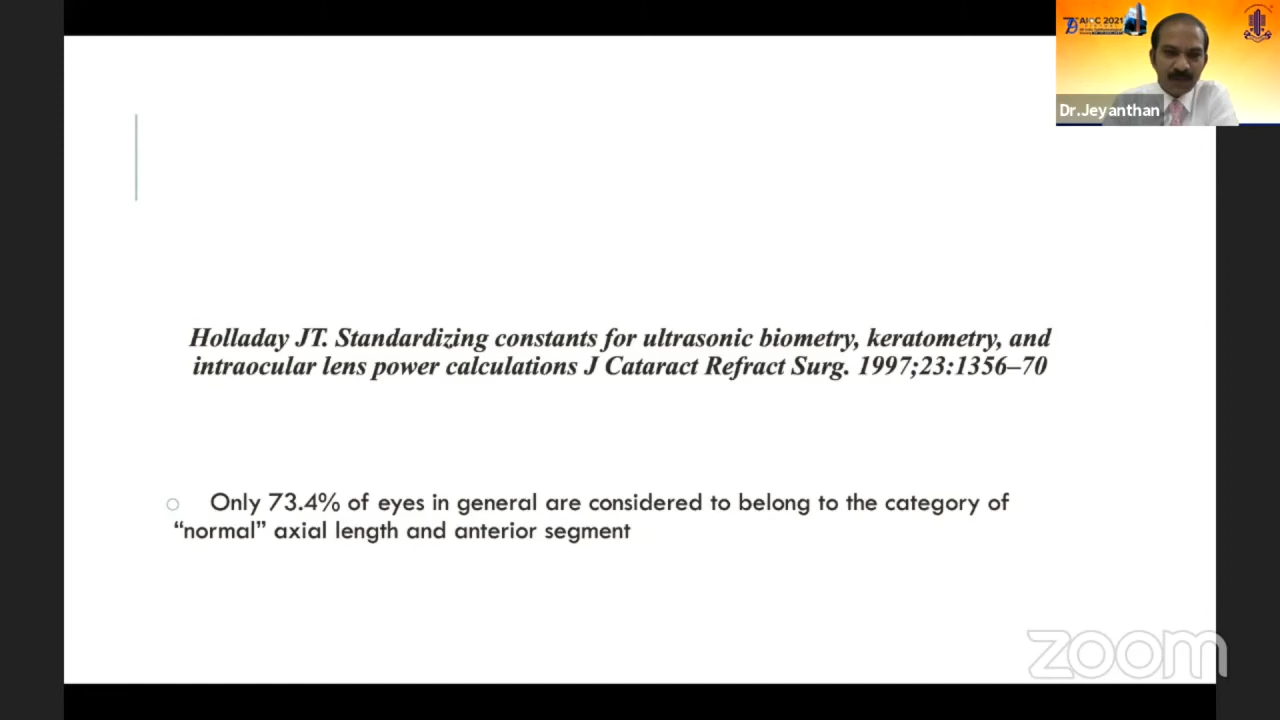 AIOC 2021
Dr.Jeyanthan
Holladay JT. Standardizing constants for ultrasonic biometry, keratometry, and
intraocular lens power calculations J Cataract Refract Surg. 1997;23:1356–70
Only 73.4% of eyes in general are considered to belong to the category of
“normal” axial length and anterior segment
zoom